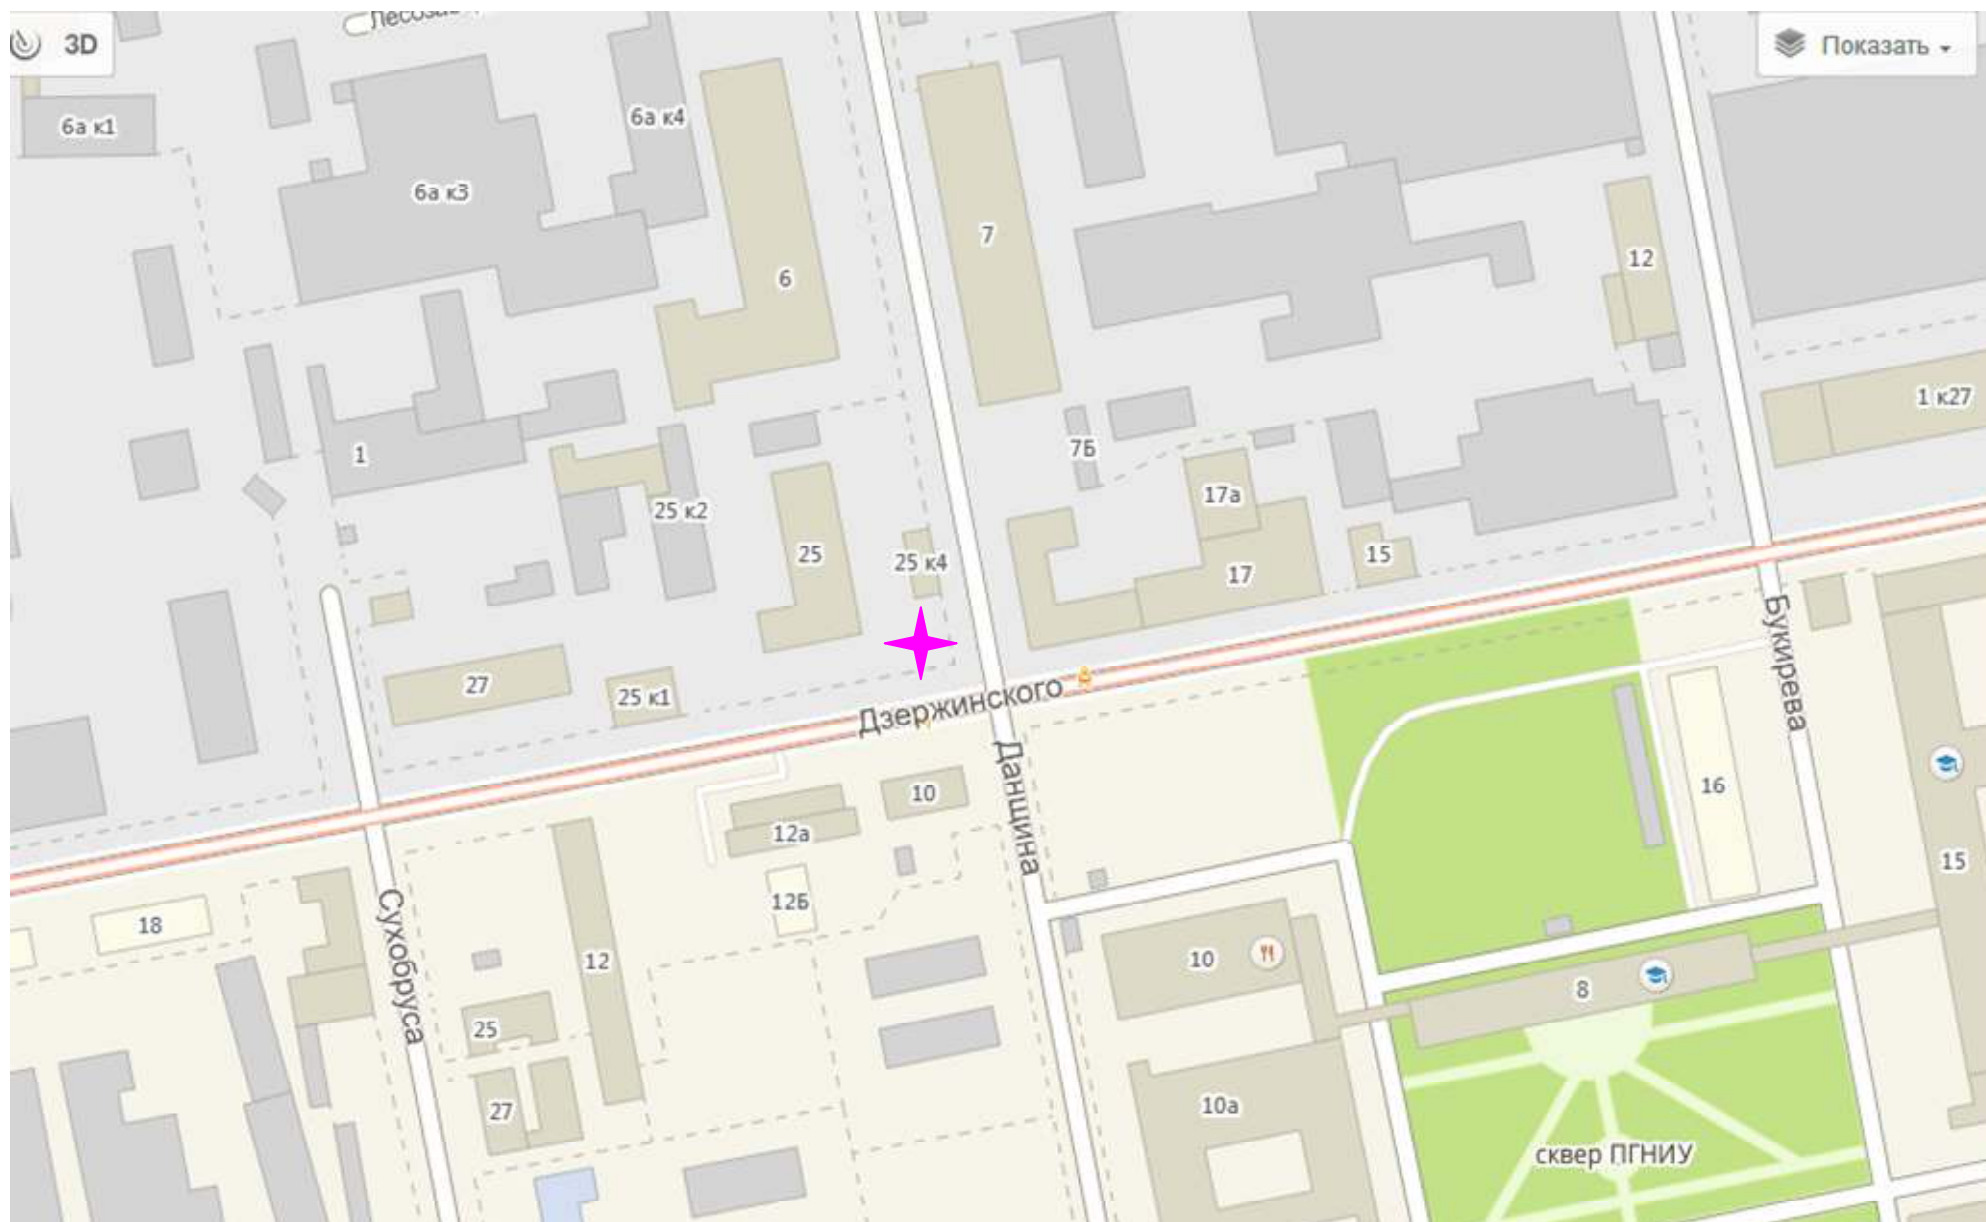 3D
Показать
6а к1
6а к4
6а к3
6
7
12
1 к27
1
7Б
25 к2
17а
25
25 к4
15
17
27
25 к1
Дзержинского
Букирева
Данщина
10
12а
16
15
12Б
18
Сухобруса
12
10
8
25
27
10а
сквер ПГНИУ